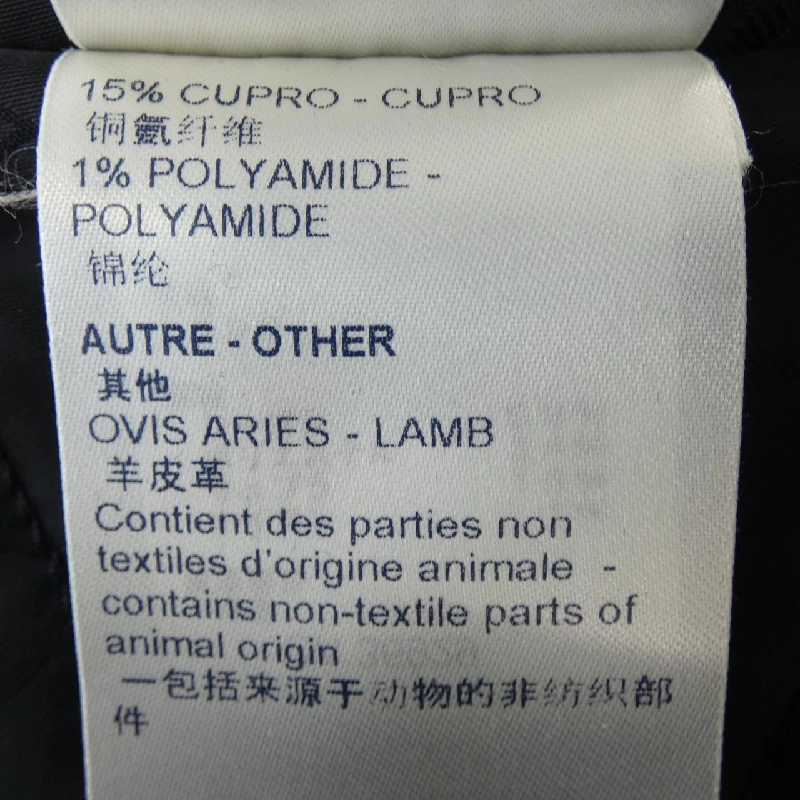 15% CUPRO - CUPRO
铜氨纤维
1% POLYAMIDE -
POLYAMIDE
锦纶
AUTRE - OTHER
其他
OVIS ARIES - LAMB
羊皮革
Contient des parties non
textiles d'origine animale -
contains non-textile parts of
animal origin
一包括来源于动物的非纺织部
件